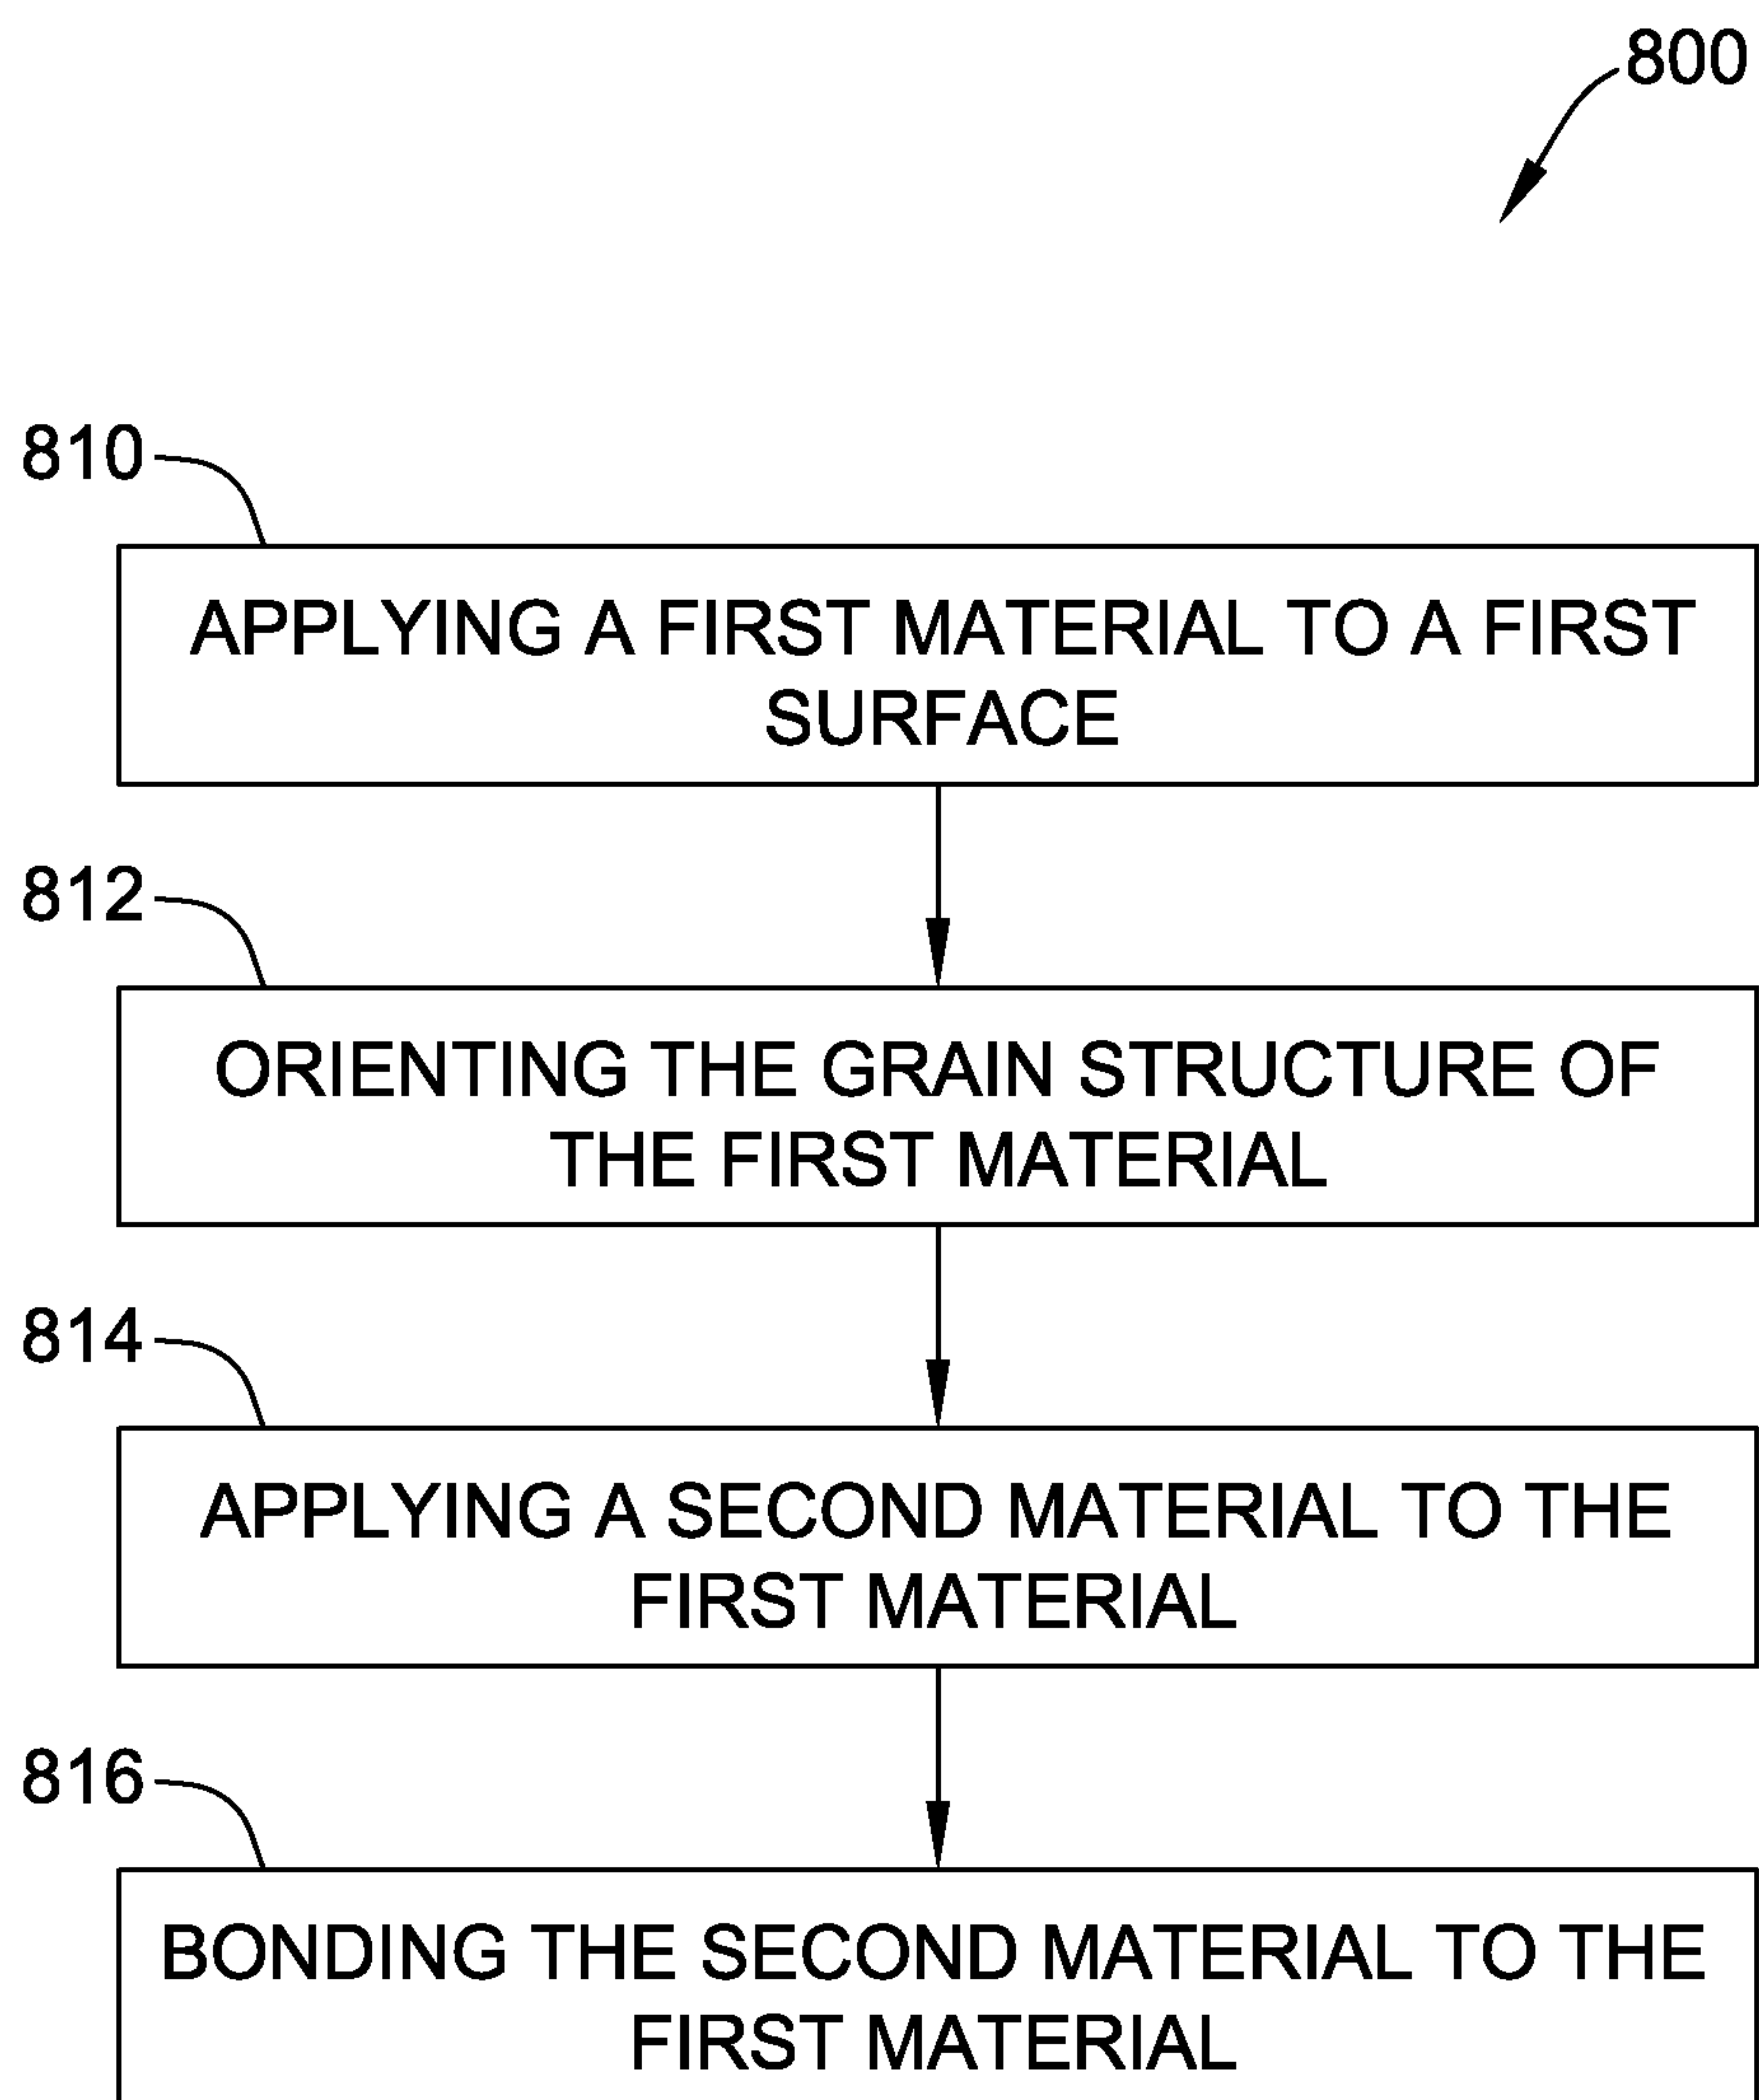 800
810
APPLYING A FIRST MATERIAL TO A FIRST
SURFACE
812
ORIENTING THE GRAIN STRUCTURE OF
THE FIRST MATERIAL
814
APPLYING A SECOND MATERIAL TO THE
FIRST MATERIAL
816
BONDING THE SECOND MATERIAL TO THE
FIRST MATERIAL